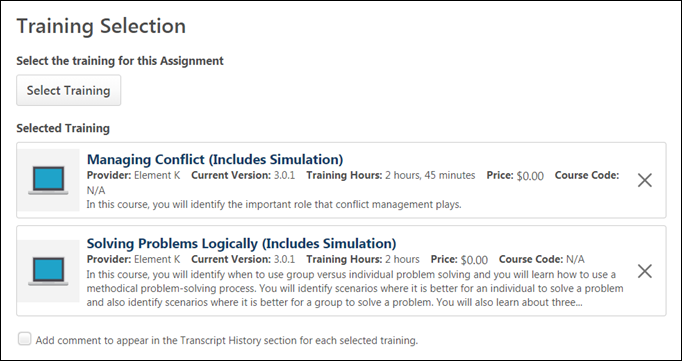 Training Selection
Select the training for this Assignment
Select Training
Selected Training
Managing Conflict (Includes Simulation)
Provider: Element K Current Version: 3.0.1 Training Hours: 2 hours, 45 minutes Price: $0.00 Course Code:
N/A
In this course, you will identify the important role that conflict management plays.
Solving Problems Logically (Includes Simulation)
Provider: Element K Current Version: 3.0.1 Training Hours: 2 hours Price: $0.00 Course Code: N/A
In this course, you will identify when to use group versus individual problem solving and you will learn how to use a
methodical problem-solving process. You will identify scenarios where it is better for an individual to solve a problem
and also identify scenarios where it is better for a group to solve a problem. You will also learn about three...
Add comment to appear in the Transcript History section for each selected training.